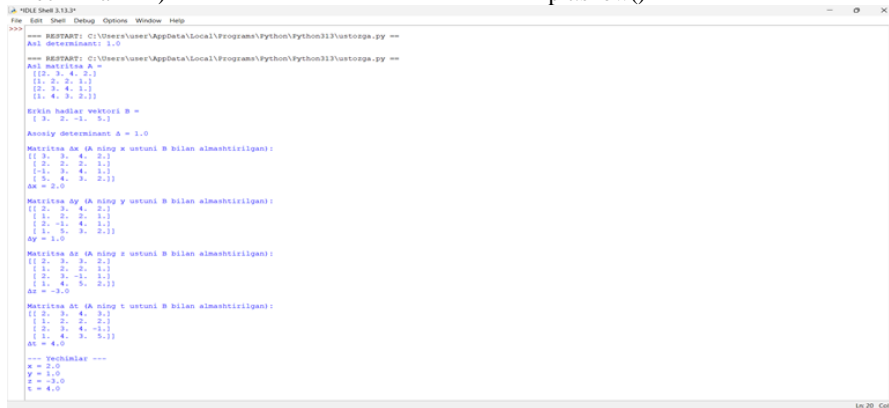 *IDLE Shell 3.13.3*
File Edit Shell Debug Options Window Help
>>>
=== RESTART: C:\Users\user\AppData\Local\Programs\Python\Python313\ustozga.py ==
Asl determinant: 1.0
=== RESTART: C:\Users\user\AppData\Local\Programs\Python\Python313\ustozga.py ==
Asl matritsa A =
[[2. 3. 4. 2.]
[1. 2. 2. 1.]
[2. 3. 4. 1.]
[1. 4. 3. 2.]]
Erkin hadlar vektori B =
[ 3. 2. -1. 5.]
Asosiy determinant Δ = 1.0
Matritsa Δx (A ning x ustuni B bilan almashtirilgan):
[[ 3. 3. 4. 2.]
[ 2. 2. 2. 1.]
[-1. 3. 4. 1.]
[ 5. 4. 3. 2.]]
Δx = 2.0
Matritsa Δy (A ning y ustuni B bilan almashtirilgan):
[[ 2. 3. 4. 2.]
[ 1. 2. 2. 1.]
[ 2. -1. 4. 1.]
[ 1. 5. 3. 2.]]
Δy = 1.0
Matritsa Δz (A ning z ustuni B bilan almashtirilgan):
[[ 2. 3. 3. 2.]
[ 1. 2. 2. 1.]
[ 2. 3. -1. 1.]
[ 1. 4. 5. 2.]]
Δz = -3.0
Matritsa Δt (A ning t ustuni B bilan almashtirilgan):
[[ 2. 3. 4. 3.]
[ 1. 2. 2. 2.]
[ 2. 3. 4. -1.]
[ 1. 4. 3. 5.]]
Δt = 4.0
--- Yechimlar ---
x = 2.0
y = 1.0
z = -3.0
t = 4.0
Ln: 20